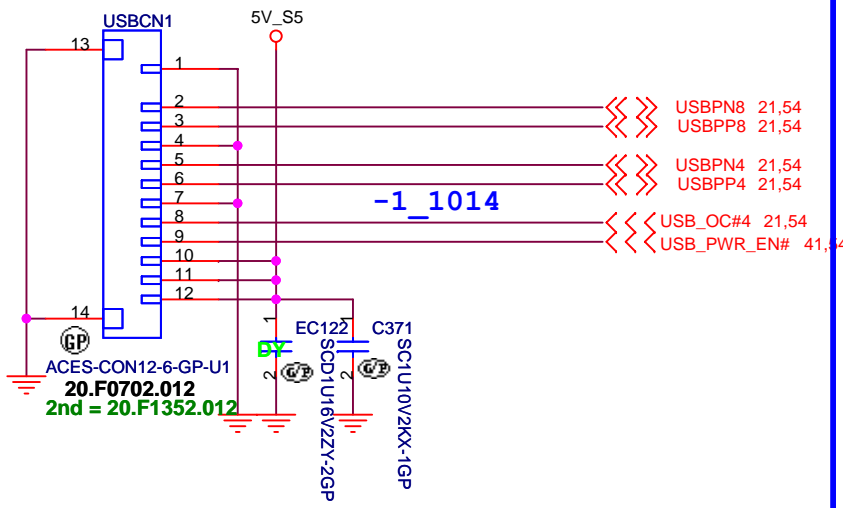 USBCN1
5V_S5
13
1
2
USBPN8 21,54
3
USBPP8 21,54
4
5
USBPN4 21,54
6
USBPP4 21,54
7
-1_1014
8
USB_OC#4 21,54
9
USB_PWR_EN# 41,54
10
11
12
14
GP
1
EC122
1
C371
DY
2
G/P
2
G/P
SCD1U16V2ZY-2GP
SC1U10V2KX-1GP
ACES-CON12-6-GP-U1
20.F0702.012
2nd = 20.F1352.012